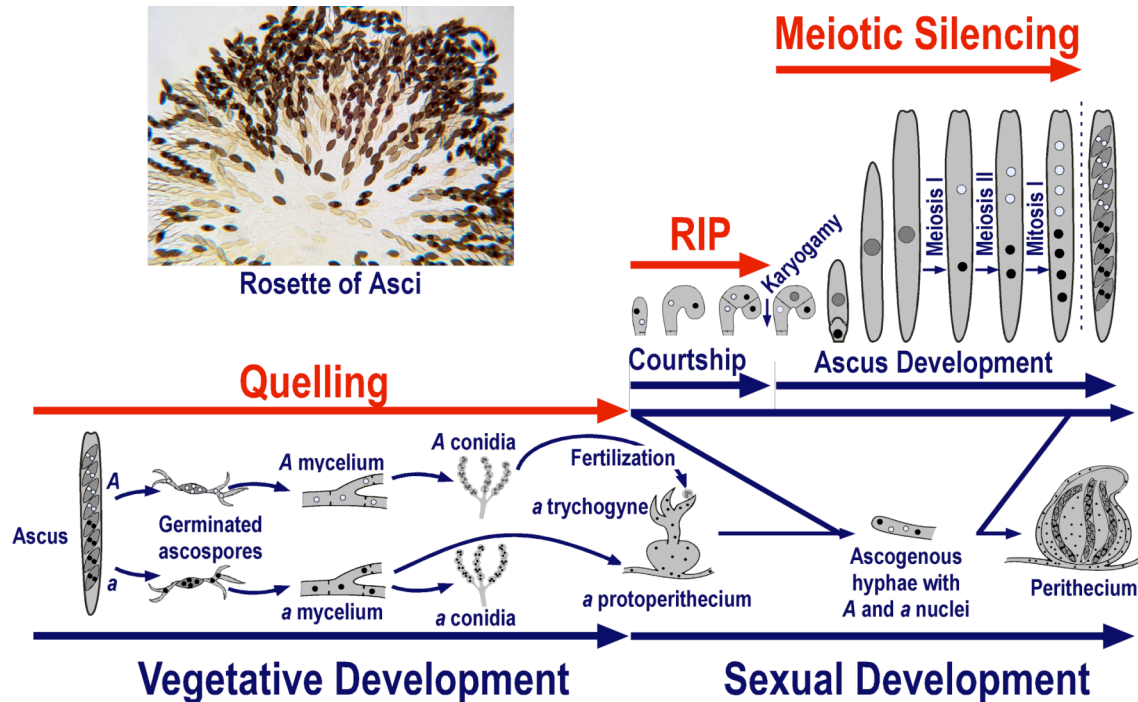 Meiotic Silencing
Rosette of Asci
RIP
Karyogamy
Meiosis I
Meiosis II
Mitosis I
Courtship
Ascus Development
Quelling
Ascus
A
a
Germinated
ascospores
A mycelium
a mycelium
A conidia
a conidia
Fertilization
a trychogyne
a protoperithecium
Ascogenous
hyphae with
A and a nuclei
Perithecium
Vegetative Development
Sexual Development